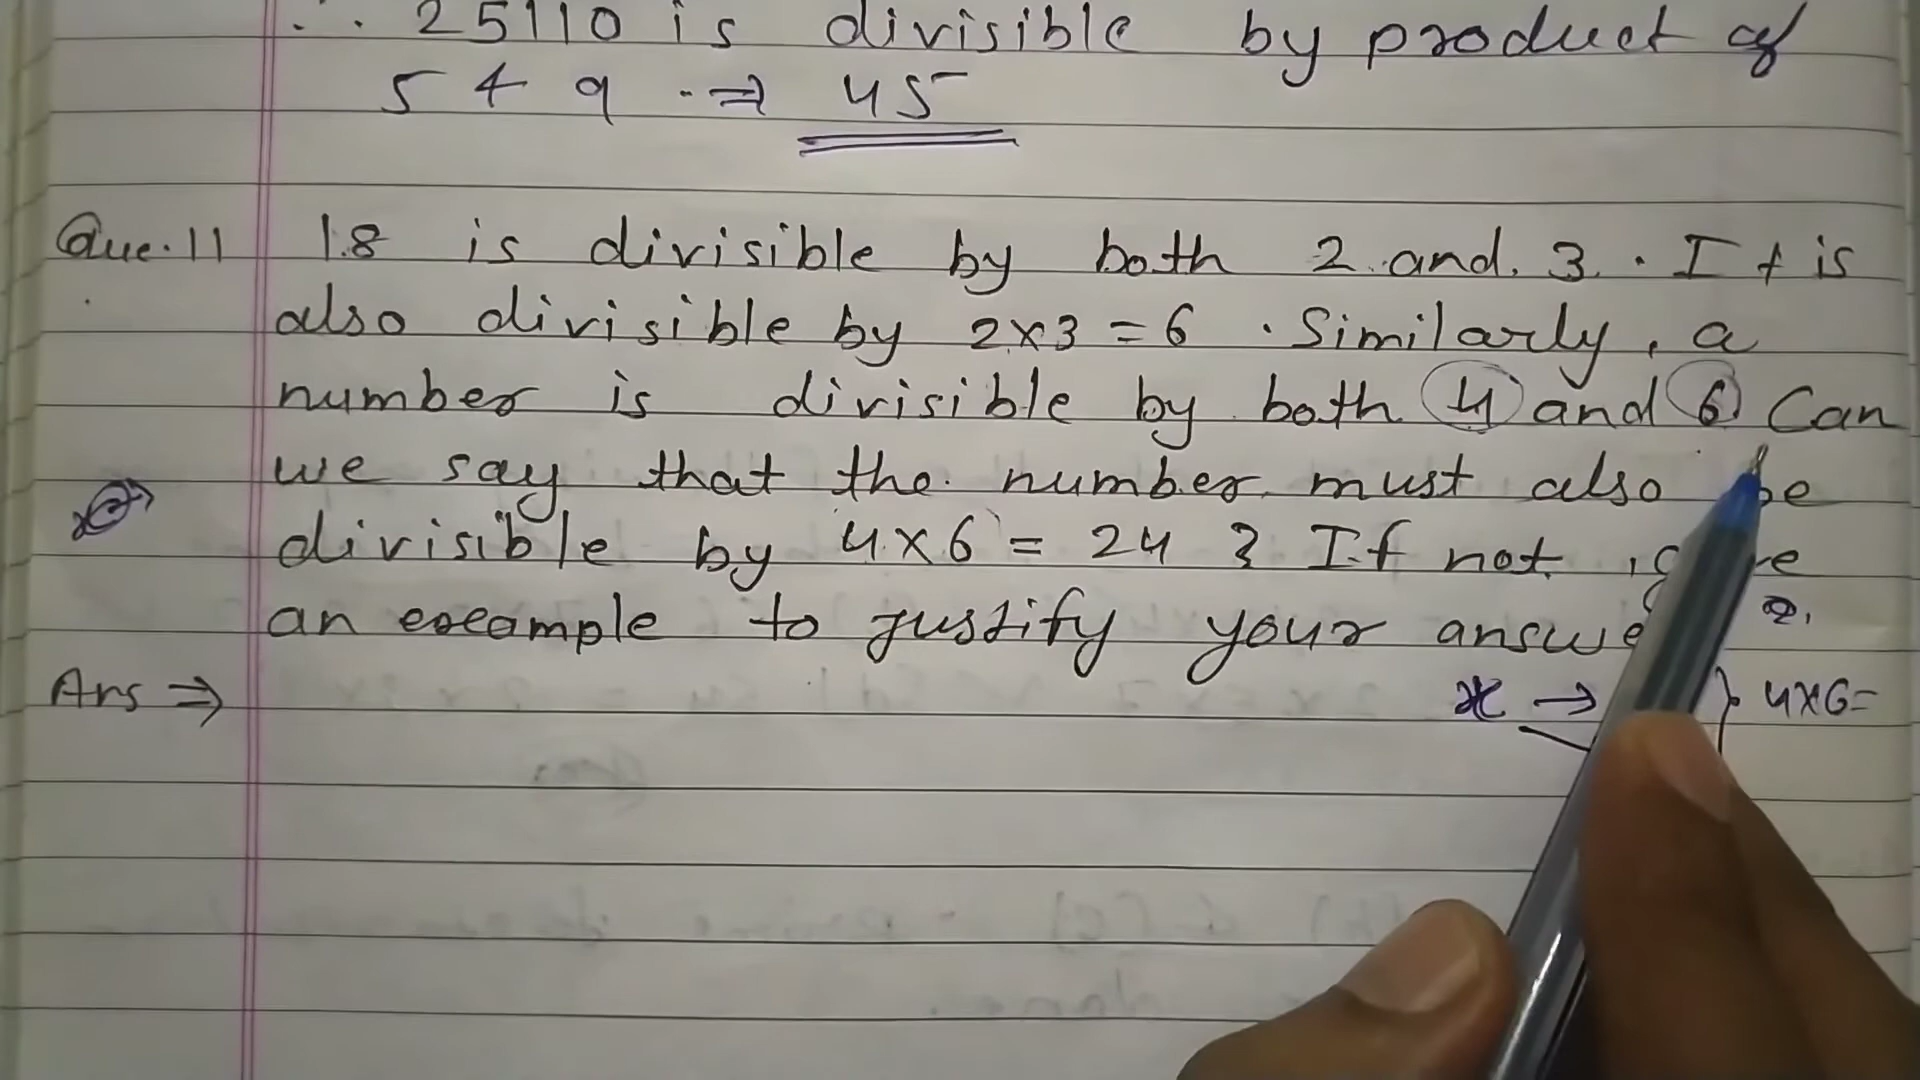 ∴ 25110 is divisible by product of
5 & 9 ⇒ 45
Que.11 18 is divisible by both 2 and 3. It is
also divisible by 2×3=6. Similarly, a
number is divisible by both 4 and 6 Can
we say that the number must also be
divisible by 4×6 = 24 ? If not
an example to justify your
Ans ⇒ x → } 4×6=